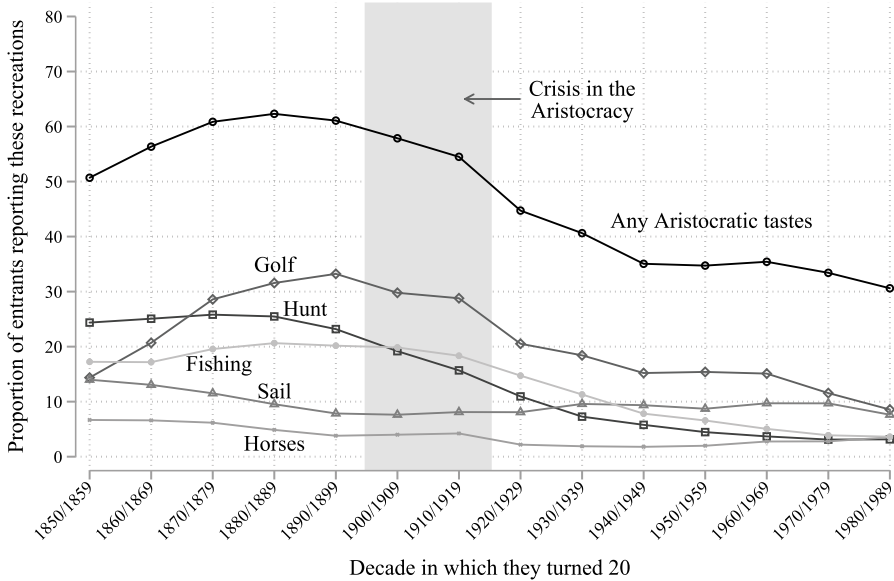 Proportion of entrants reporting these recreations
80
70
60
50
40
30
20
10
0
Crisis in the
Aristocracy
Any Aristocratic tastes
Golf
Hunt
Fishing
Sail
Horses
1850/1859
1860/1869
1870/1879
1880/1889
1890/1899
1900/1909
1910/1919
1920/1929
1930/1939
1940/1949
1950/1959
1960/1969
1970/1979
1980/1989
Decade in which they turned 20